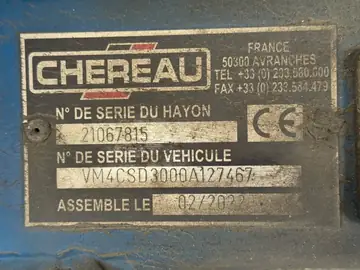 CHEREAU
FRANCE
50300 AVRANCHES
TEL +33 (0) 233.580.600
FAX +33 (0) 233.584.479
N° DE SERIE DU HAYON
21067815
CE
N° DE SERIE DU VEHICULE
VM4CSD3000A127467
ASSEMBLE LE 02/2022